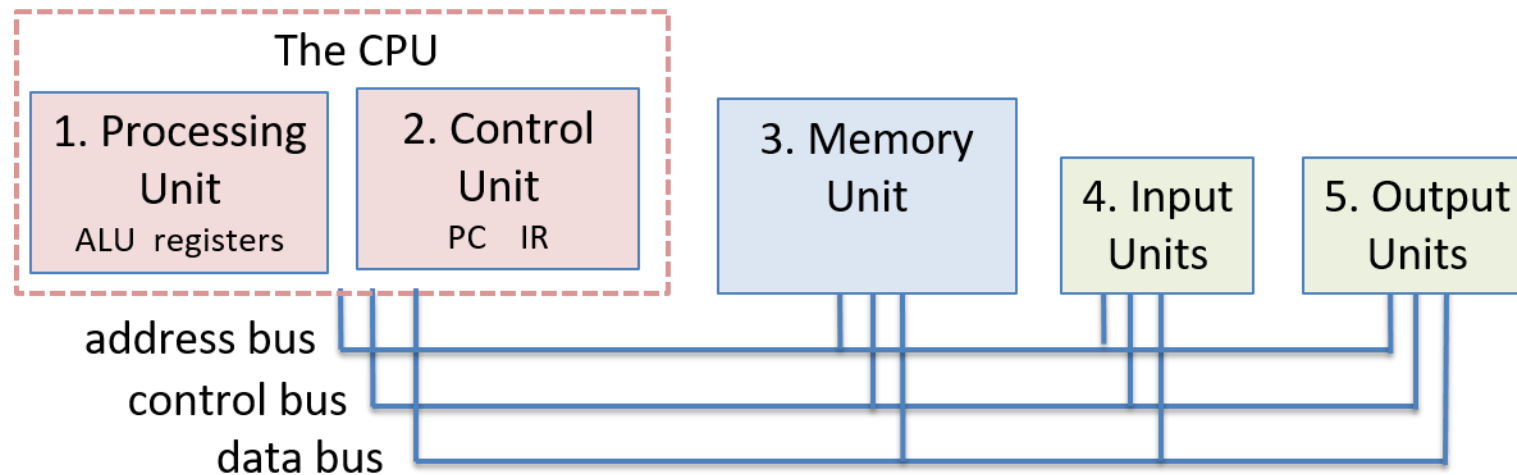 The CPU
1. Processing
Unit
ALU registers
2. Control
Unit
PC IR
3. Memory
Unit
4. Input
Units
5. Output
Units
address bus
control bus
data bus